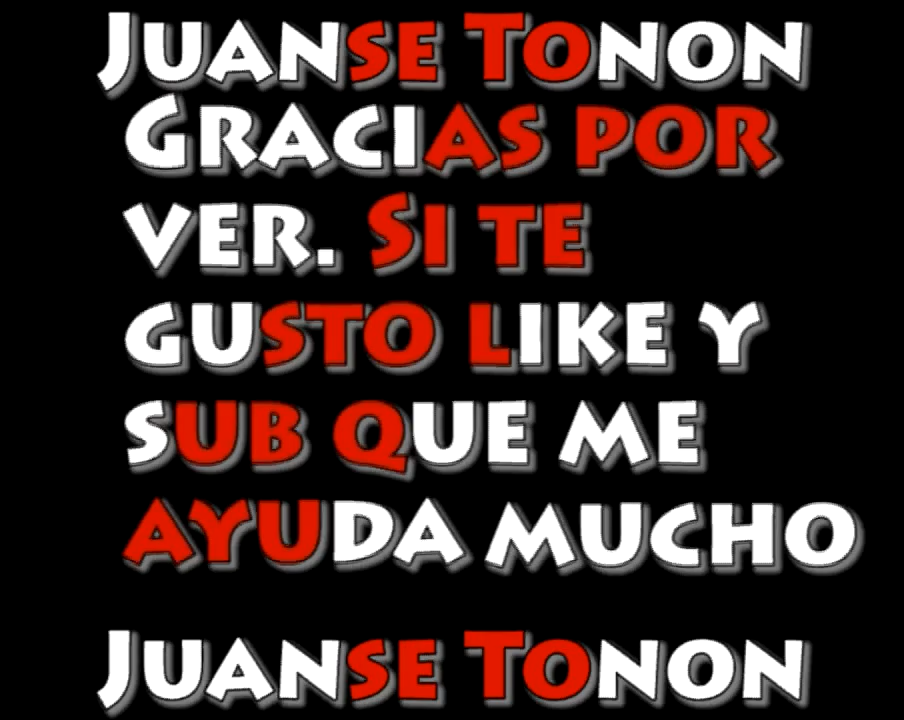 Juanse Tonon
Gracias por
ver. Si te
gusto Like y
sub que me
ayuda mucho
Juanse Tonon